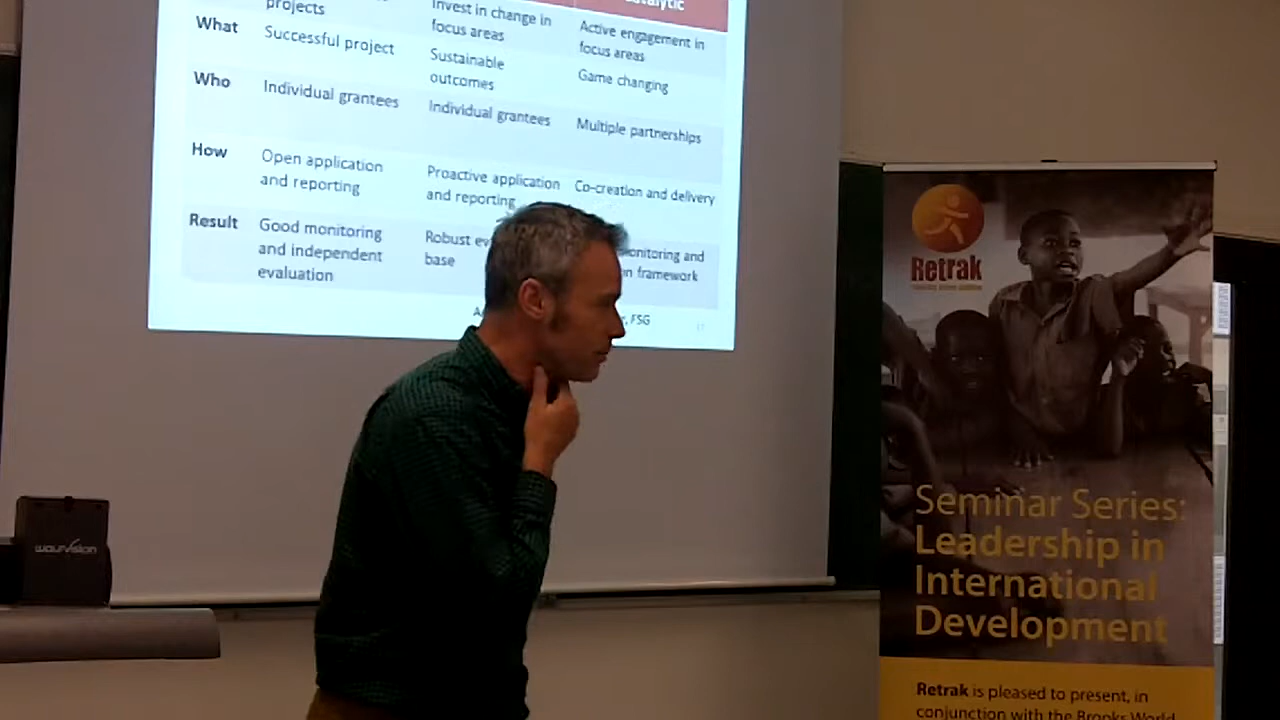 projects
Invest in change in
focus areas
Active engagement in
focus areas
What
Successful project
Sustainable
outcomes
Game changing
Who
Individual grantees
Individual grantees
Multiple partnerships
How
Open application
and reporting
Proactive application
and reporting
Co-creation and delivery
Result
Good monitoring
and independent
evaluation
Robust
base
and
framework
FSG
17
wolfvision
Retrak
Seminar Series:
Leadership in
International
Development
Retrak is pleased to present, in
conjunction with the Brooks World